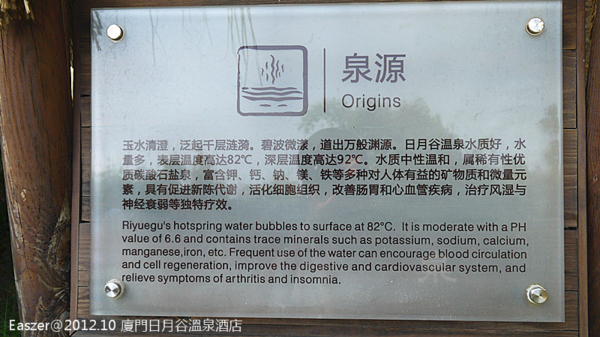 泉源
Origins
玉水清澄，泛起千层涟漪。碧波微漾，道出万般渊源。日月谷温泉水质好，水
量多，表层温度高达82℃，深层温度高达92℃。水质中性温和，属稀有性优
质碳酸石盐泉，富含钾、钙、钠、镁、铁等多种对人体有益的矿物质和微量元
素，具有促进新陈代谢，活化细胞组织，改善肠胃和心血管疾病，治疗风湿与
神经衰弱等独特疗效。
Riyuegu's hotspring water bubbles to surface at 82°C. It is moderate with a PH
value of 6.6 and contains trace minerals such as potassium, sodium, calcium,
manganese,iron, etc. Frequent use of the water can encourage blood circulation
and cell regeneration, improve the digestive and cardiovascular system, and
relieve symptoms of arthritis and insomnia.
Easzer@2012.10 廈門日月谷溫泉酒店